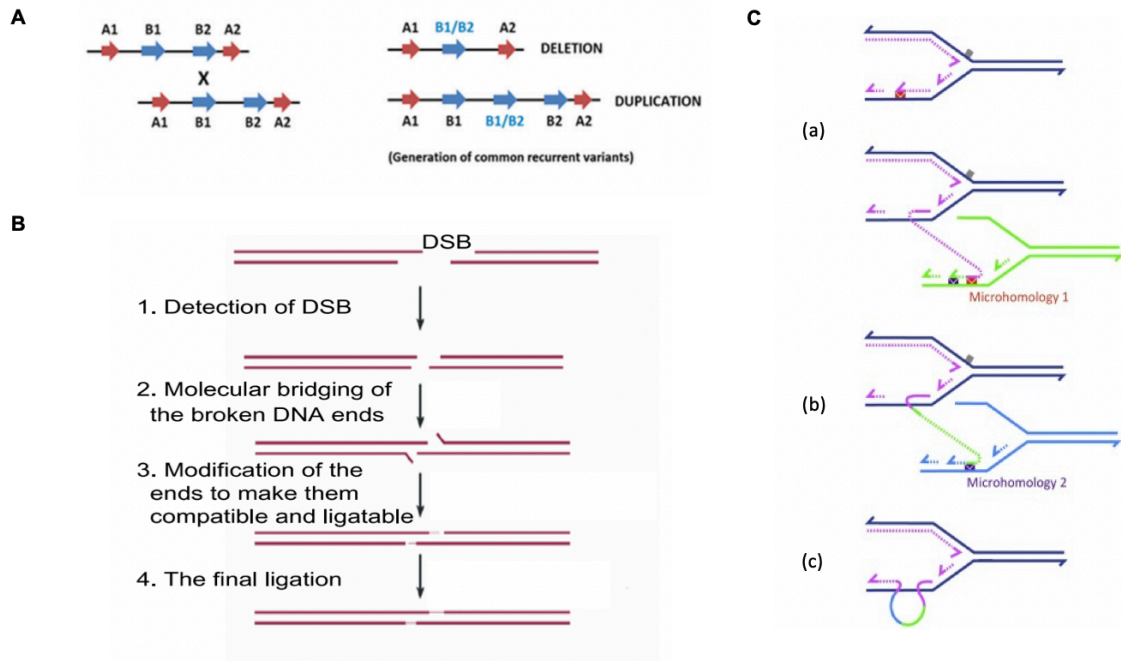 A
A1 B1 B2 A2
X
A1 B1 B2 A2
A1 B1/B2 A2 DELETION
A1 B1 B1/B2 B2 A2 DUPLICATION
(Generation of common recurrent variants)
B
DSB
1. Detection of DSB
2. Molecular bridging of
the broken DNA ends
3. Modification of the
ends to make them
compatible and ligatable
4. The final ligation
C
(a)
Microhomology 1
(b)
Microhomology 2
(c)